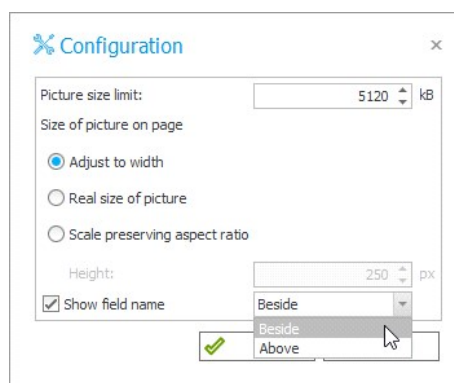 Configuration
Picture size limit: 5120 kB
Size of picture on page
Adjust to width
Real size of picture
Scale preserving aspect ratio
Height: 250 px
Show field name Beside
Beside
Above